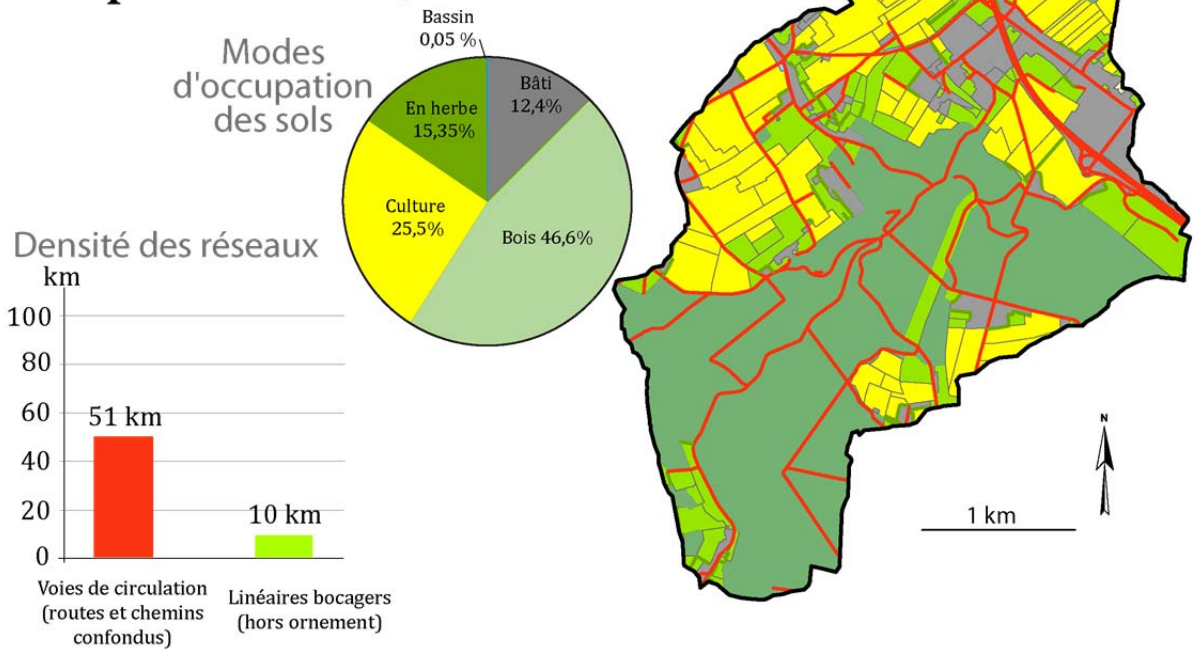 Modes
d'occupation
des sols
Bassin
0,05 %
Bâti
12,4%
En herbe
15,35%
Culture
25,5%
Bois 46,6%
Densité des réseaux
km
100
80
60
40
20
0
51 km
10 km
Voies de circulation
(routes et chemins
confondus)
Linéaires bocagers
(hors ornement)
N
1 km